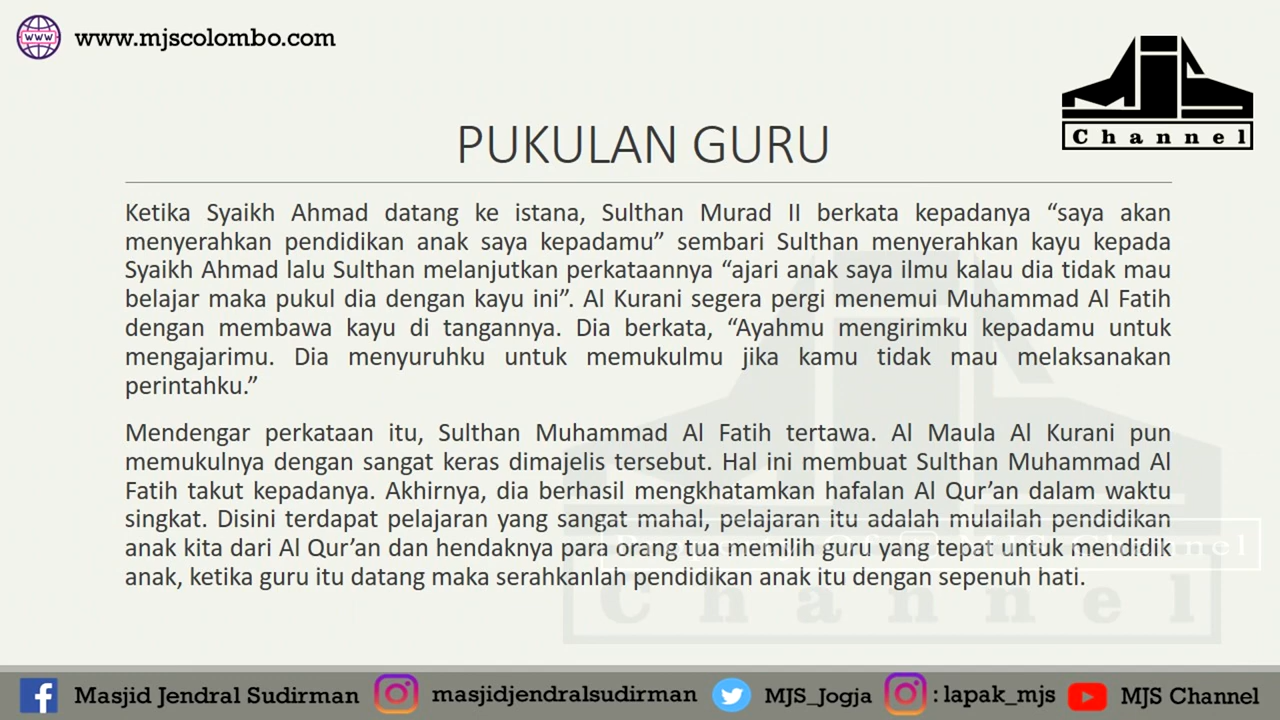 www.mjscolombo.com
MJS
Channel
PUKULAN GURU
Ketika Syaikh Ahmad datang ke istana, Sulthan Murad II berkata kepadanya “saya akan
menyerahkan pendidikan anak saya kepadamu” sembari Sulthan menyerahkan kayu kepada
Syaikh Ahmad lalu Sulthan melanjutkan perkataannya “ajari anak saya ilmu kalau dia tidak mau
belajar maka pukul dia dengan kayu ini”. Al Kurani segera pergi menemui Muhammad Al Fatih
dengan membawa kayu di tangannya. Dia berkata, “Ayahmu mengirimku kepadamu untuk
mengajarimu. Dia menyuruhku untuk memukulmu jika kamu tidak mau melaksanakan
perintahku.”
Mendengar perkataan itu, Sulthan Muhammad Al Fatih tertawa. Al Maula Al Kurani pun
memukulnya dengan sangat keras dimajelis tersebut. Hal ini membuat Sulthan Muhammad Al
Fatih takut kepadanya. Akhirnya, dia berhasil mengkhatamkan hafalan Al Qur’an dalam waktu
singkat. Disini terdapat pelajaran yang sangat mahal, pelajaran itu adalah mulailah pendidikan
anak kita dari Al Qur’an dan hendaknya para orang tua memilih guru yang tepat untuk mendidik
anak, ketika guru itu datang maka serahkanlah pendidikan anak itu dengan sepenuh hati.
Property Of MJS Channel
Channel
Masjid Jendral Sudirman masjidjendralsudirman MJS_Jogja : lapak_mjs MJS Channel